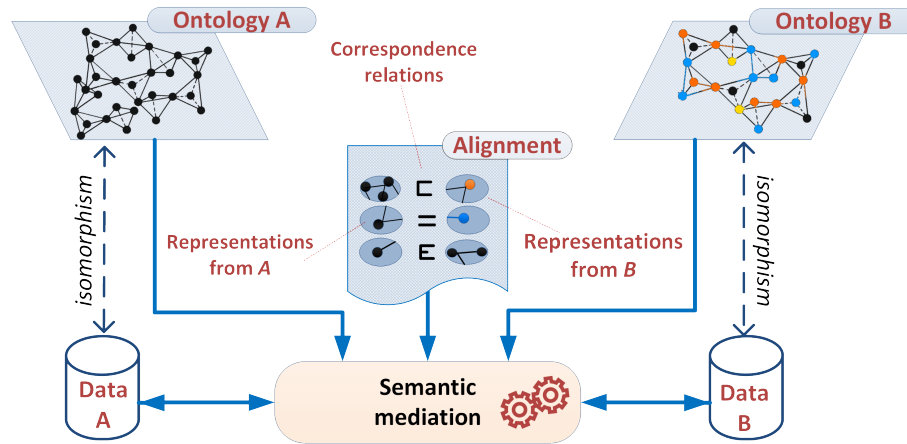 Ontology A
Ontology B
Correspondence
relations
Alignment
isomorphism
⊏
=
E
Representations
from A
Representations
from B
isomorphism
Data
A
Semantic
mediation
Data
B